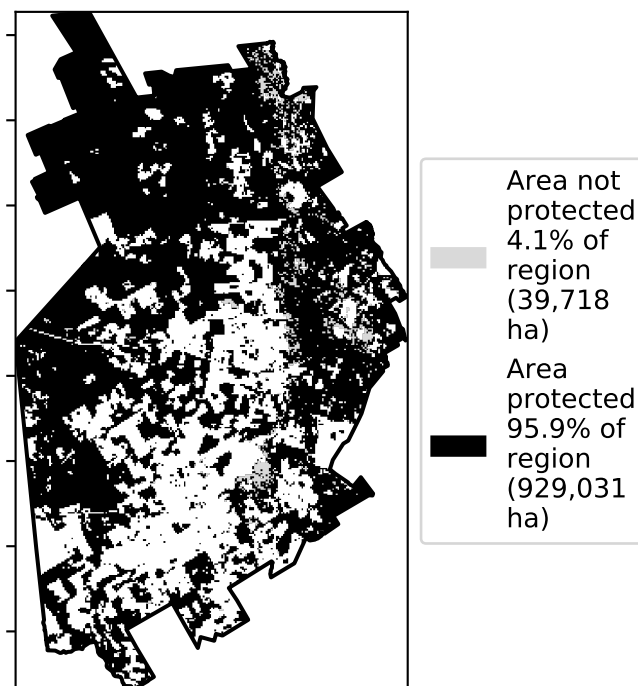 Area not
protected
4.1% of
region
(39,718
ha)
Area
protected
95.9% of
region
(929,031
ha)